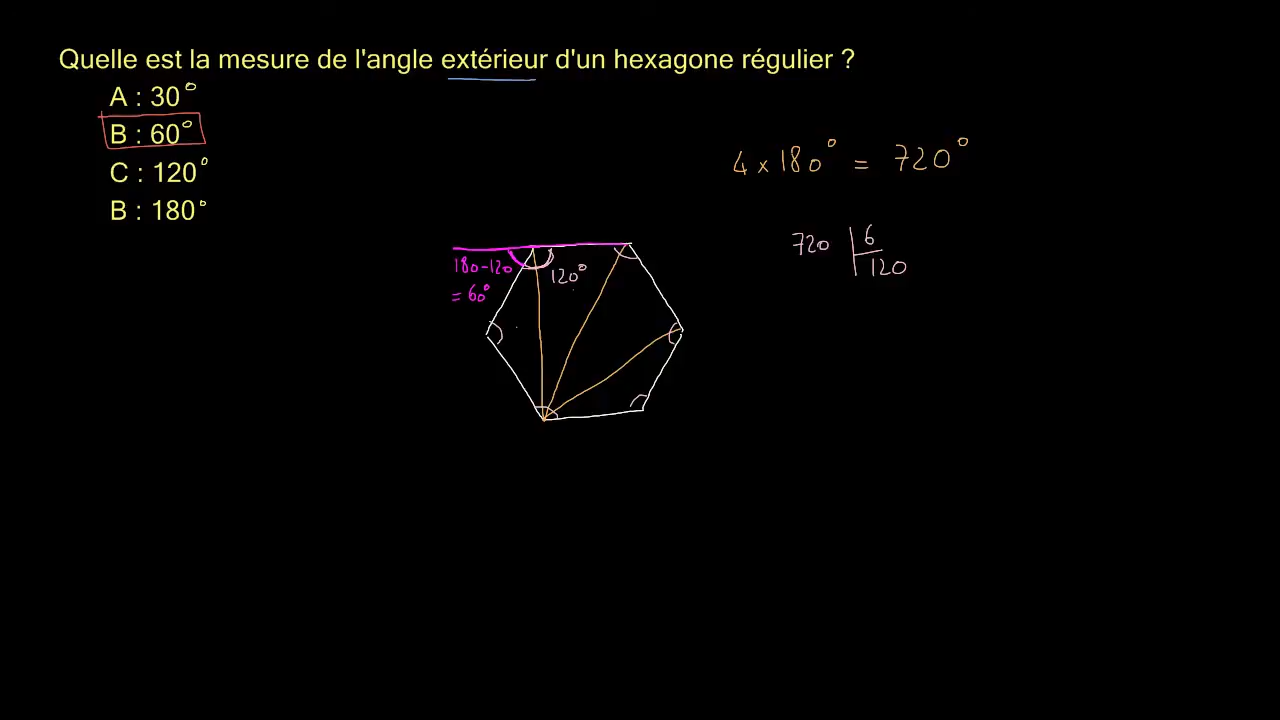 Quelle est la mesure de l'angle extérieur d'un hexagone régulier ?
A : 30°
B : 60°
C : 120°
B : 180°
4 x 180° = 720°
720 | 6
120
180-120
= 60°
120°